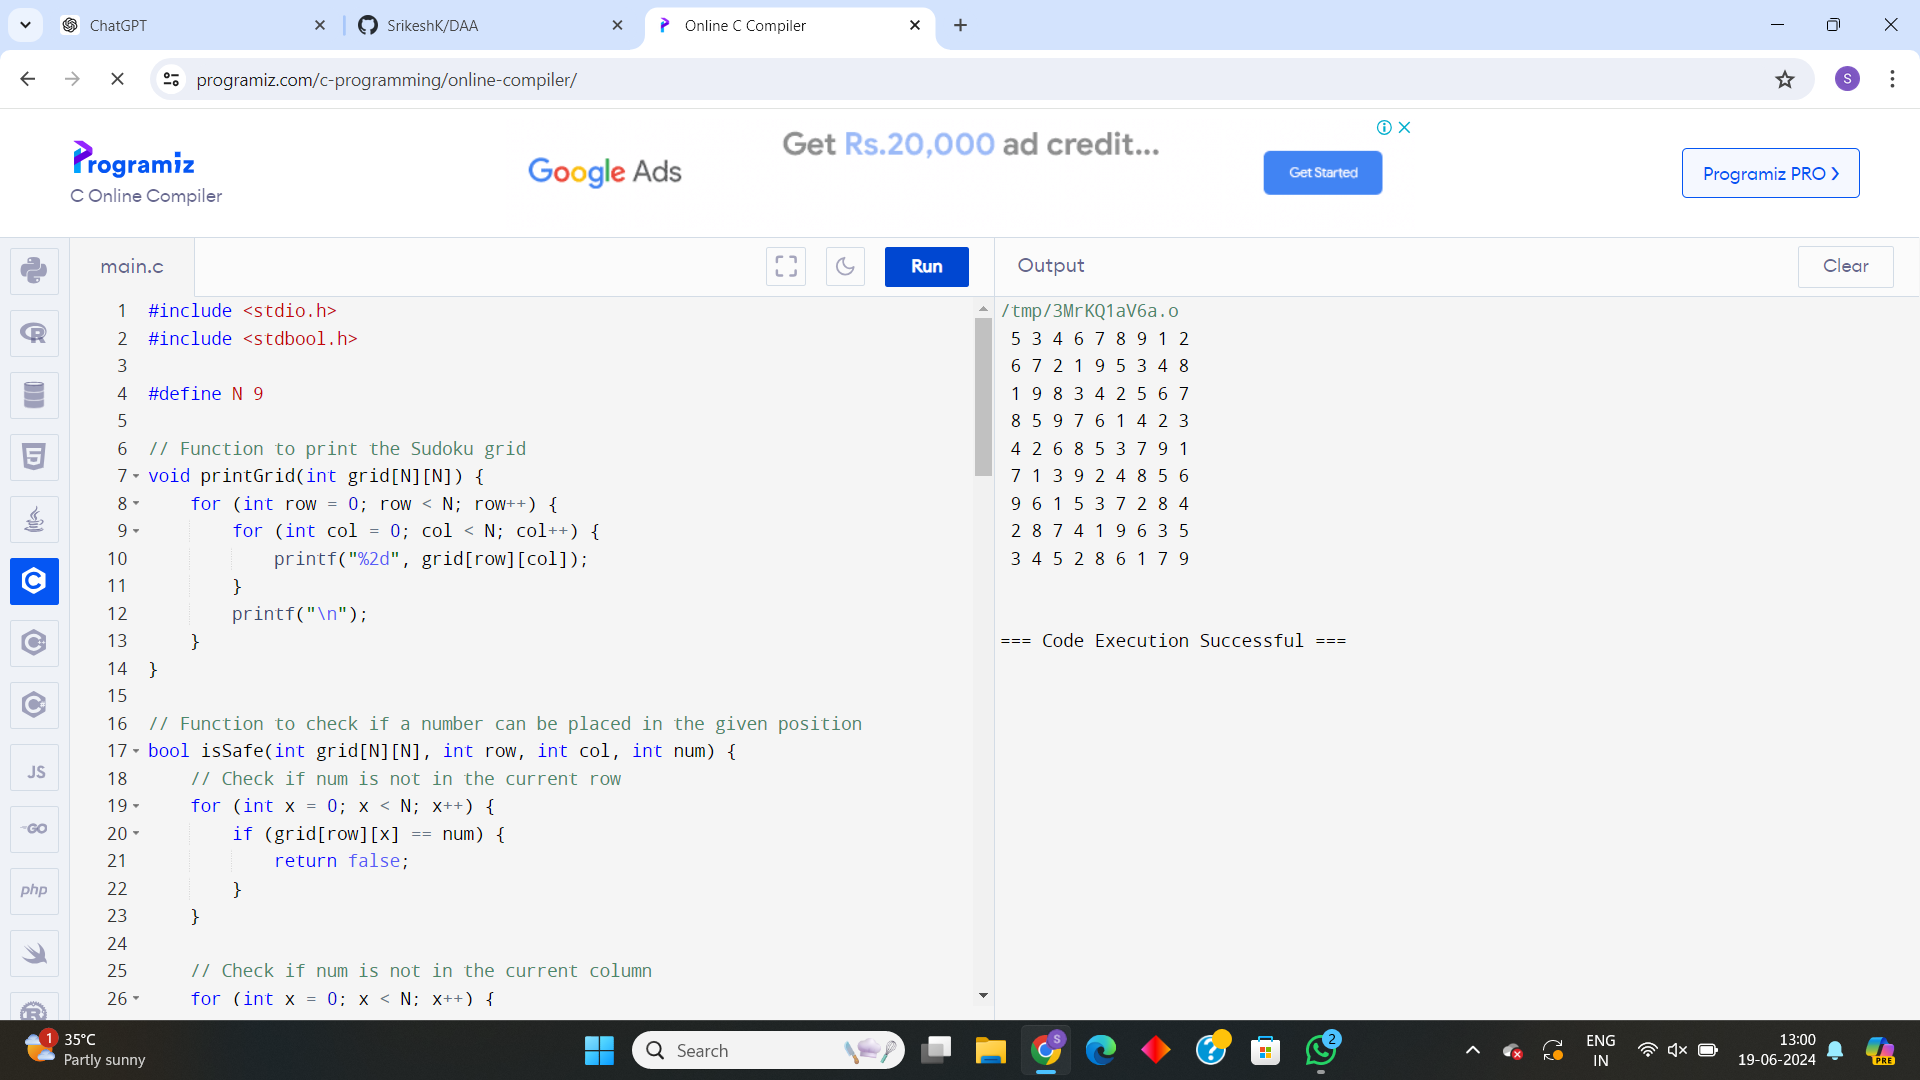 ChatGPT
SrikeshK/DAA
Online C Compiler
programiz.com/c-programming/online-compiler/
S
Programiz
C Online Compiler
Google Ads
Get Rs.20,000 ad credit...
Get Started
Programiz PRO
main.c
Run
Output
Clear
1 #include <stdio.h>
2 #include <stdbool.h>
3
4 #define N 9
5
6 // Function to print the Sudoku grid
7 void printGrid(int grid[N][N]) {
8 for (int row = 0; row < N; row++) {
9 for (int col = 0; col < N; col++) {
10 printf("%2d", grid[row][col]);
11 }
12 printf("\n");
13 }
14 }
15
16 // Function to check if a number can be placed in the given position
17 bool isSafe(int grid[N][N], int row, int col, int num) {
18 // Check if num is not in the current row
19 for (int x = 0; x < N; x++) {
20 if (grid[row][x] == num) {
21 return false;
22 }
23 }
24
25 // Check if num is not in the current column
26 for (int x = 0; x < N; x++) {
/tmp/3MrKQ1aV6a.o
5 3 4 6 7 8 9 1 2
6 7 2 1 9 5 3 4 8
1 9 8 3 4 2 5 6 7
8 5 9 7 6 1 4 2 3
4 2 6 8 5 3 7 9 1
7 1 3 9 2 4 8 5 6
9 6 1 5 3 7 2 8 4
2 8 7 4 1 9 6 3 5
3 4 5 2 8 6 1 7 9
=== Code Execution Successful ===
R
5
C
C
C
JS
GO
php
R
1
35°C
Partly sunny
Search
S
2
ENG
IN
13:00
19-06-2024
PRE